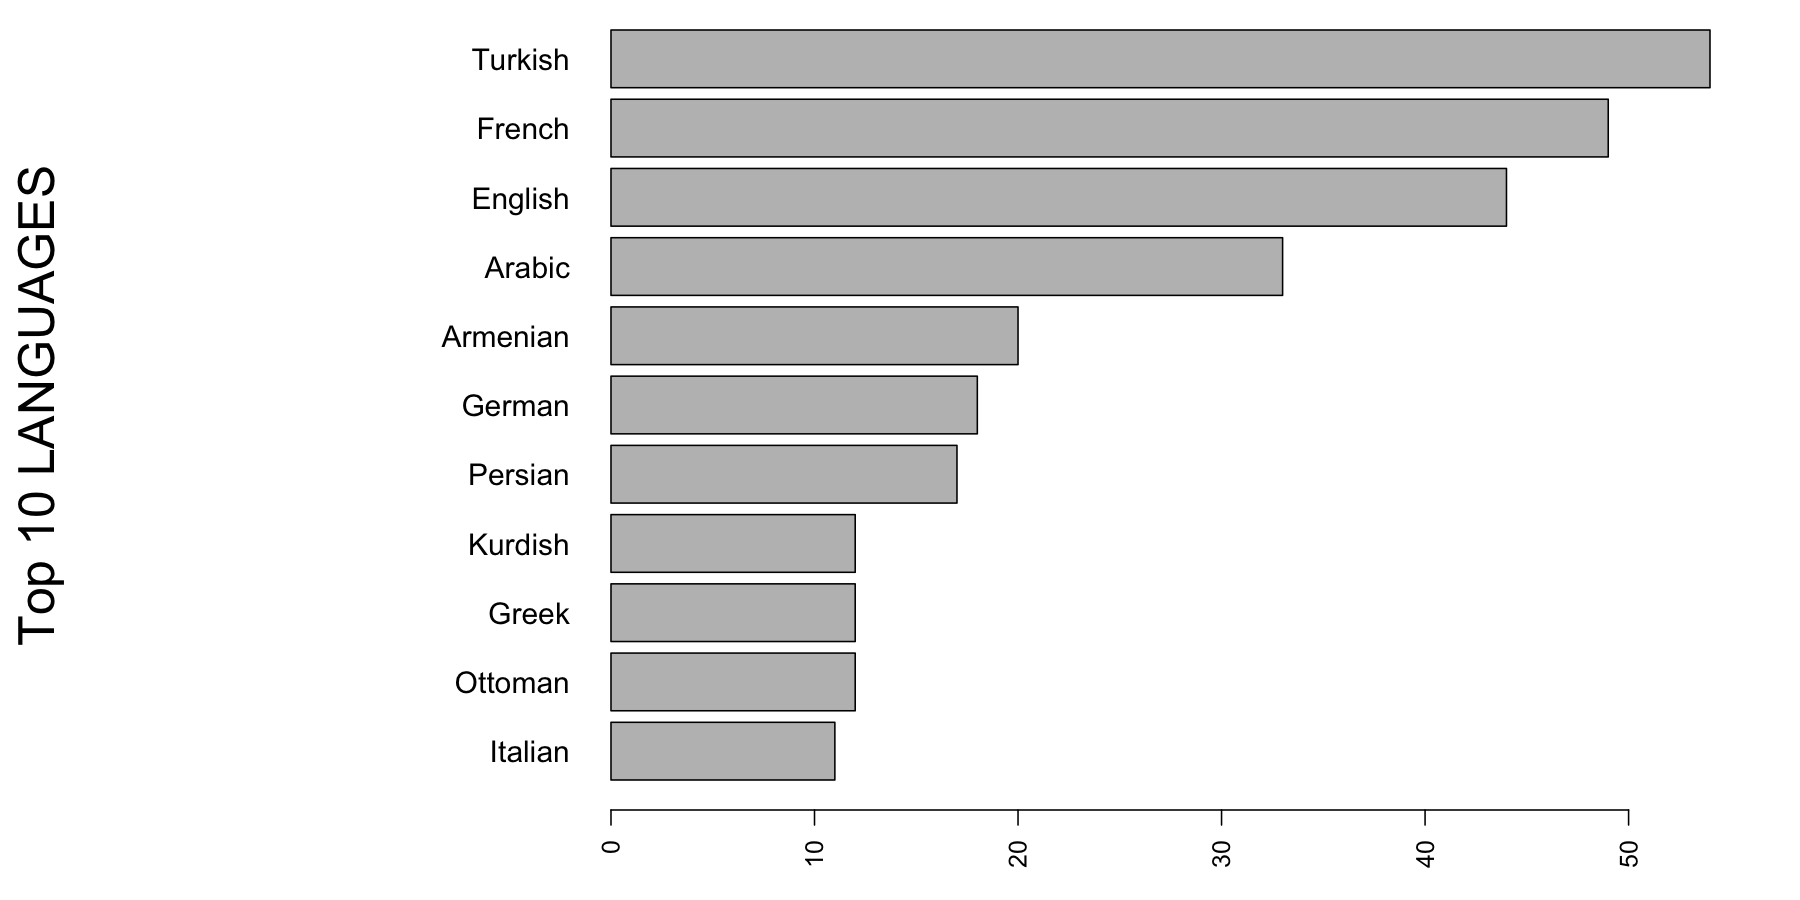 Top 10 LANGUAGES
Turkish
French
English
Arabic
Armenian
German
Persian
Kurdish
Greek
Ottoman
Italian
0 10 20 30 40 50